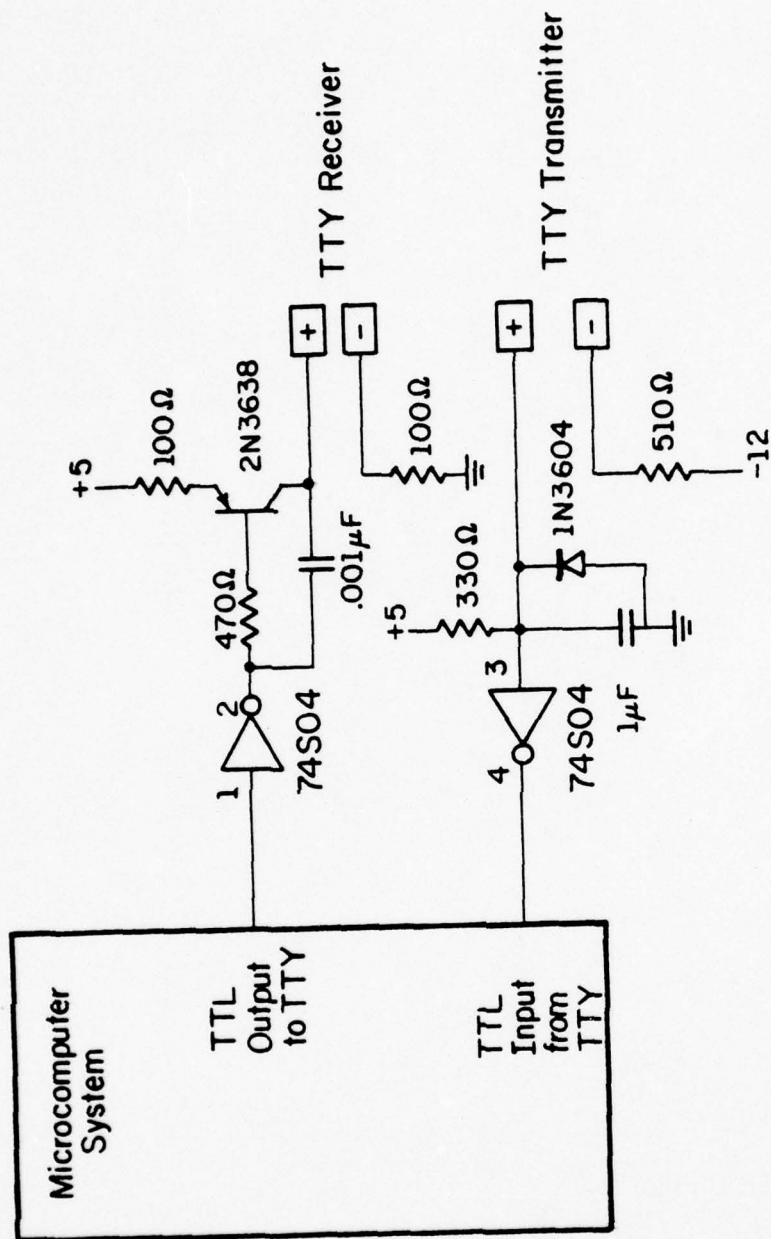 Microcomputer
System
TTL
Output
to TTY
1
2
74S04
470Ω
.001μF
+5
100Ω
2N3638
+
-
TTY Receiver
100Ω
TTL
Input
from
TTY
4
3
74S04
1μF
+5
330Ω
1N3604
+
-
TTY Transmitter
510Ω
-12